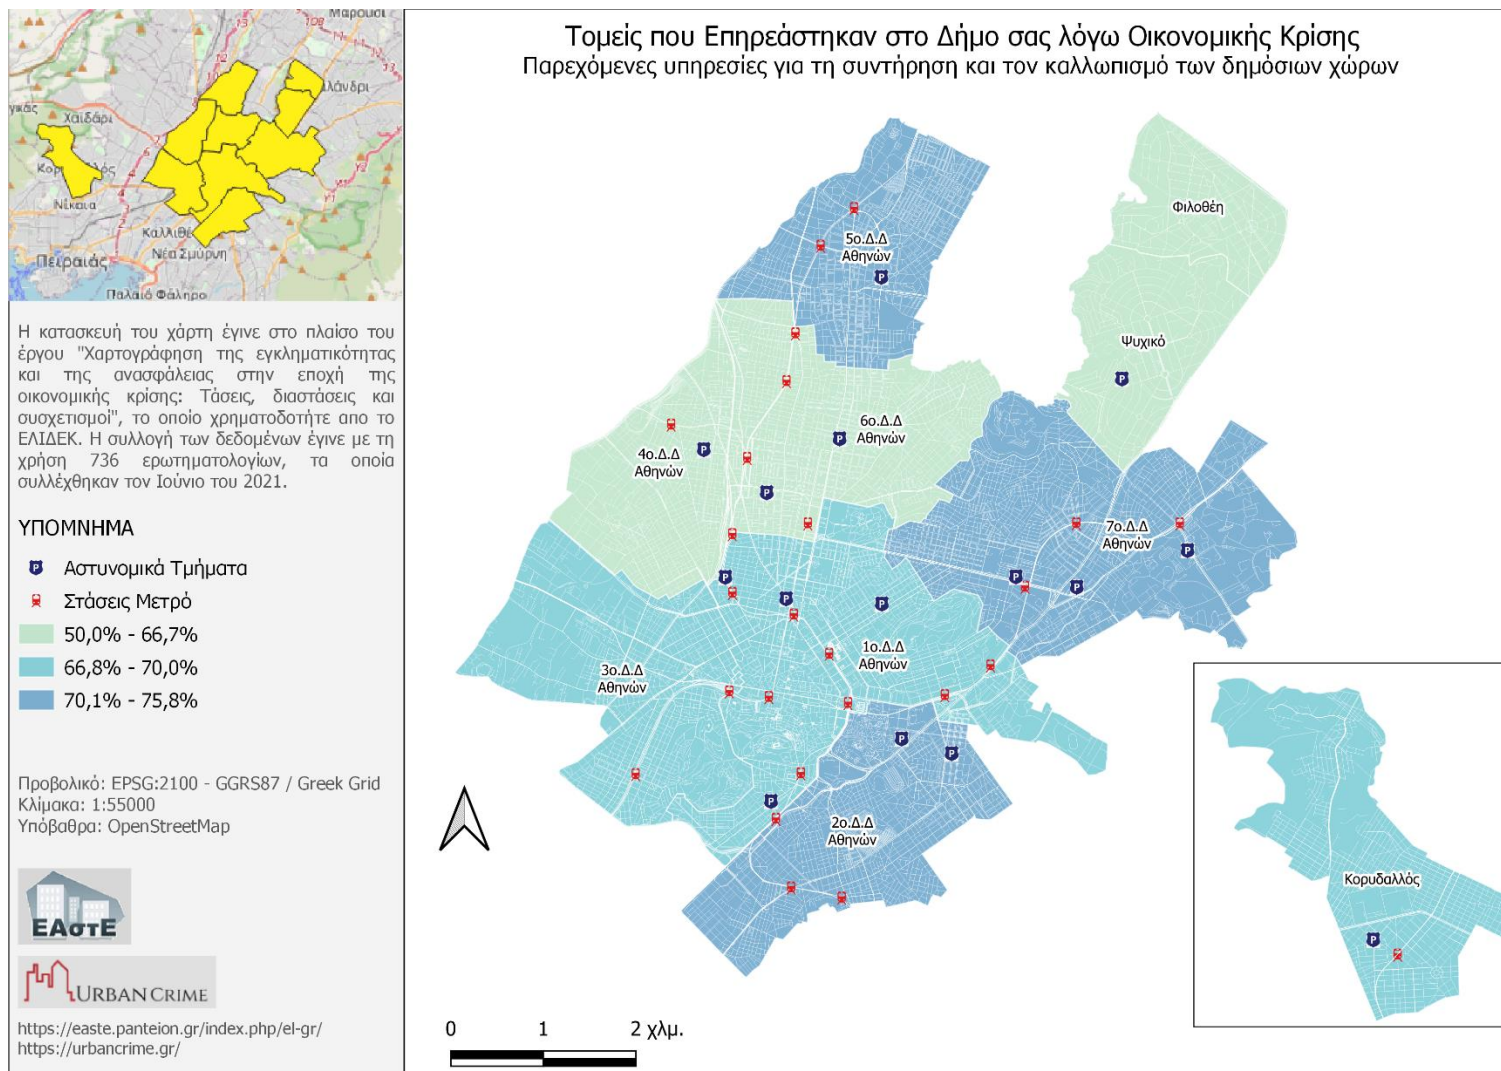 Τομείς που Επηρεάστηκαν στο Δήμο σας λόγω Οικονομικής Κρίσης
Παρεχόμενες υπηρεσίες για τη συντήρηση και τον καλλωπισμό των δημόσιων χώρων
Μαρούσι
Χαϊδάρι
Νίκαια
Καλλιθέ
Νέα Σμύρνη
Πειραιάς
Παλαιό Φάληρο
Η κατασκευή του χάρτη έγινε στο πλαίσο του
έργου "Χαρτογράφηση της εγκληματικότητας
και της ανασφάλειας στην εποχή της
οικονομικής κρίσης: Τάσεις, διαστάσεις και
συσχετισμοί", το οποίο χρηματοδοτήτε απο το
ΕΛΙΔΕΚ. Η συλλογή των δεδομένων έγινε με τη
χρήση 736 ερωτηματολογίων, τα οποία
συλλέχθηκαν τον Ιούνιο του 2021.
ΥΠΟΜΝΗΜΑ
Αστυνομικά Τμήματα
Στάσεις Μετρό
50,0% - 66,7%
66,8% - 70,0%
70,1% - 75,8%
Προβολικό: EPSG:2100 - GGRS87 / Greek Grid
Κλίμακα: 1:55000
Υπόβαθρα: OpenStreetMap
ΕΑστΕ
URBAN CRIME
https://easte.panteion.gr/index.php/el-gr/
https://urbancrime.gr/
Φιλοθέη
5ο.Δ.Δ
Αθηνών
Ψυχικό
6ο.Δ.Δ
Αθηνών
4ο.Δ.Δ
Αθηνών
7ο.Δ.Δ
Αθηνών
1ο.Δ.Δ
Αθηνών
3ο.Δ.Δ
Αθηνών
2ο.Δ.Δ
Αθηνών
Κορυδαλλός
0 1 2 χλμ.